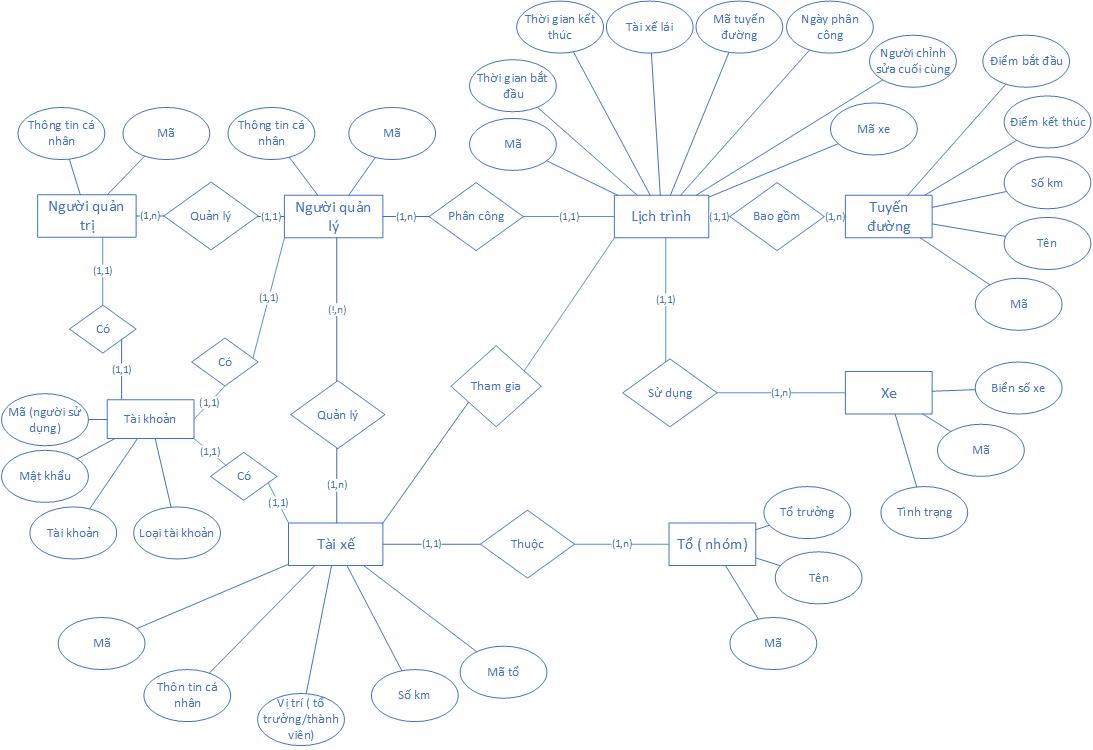 Thời gian kết
thúc
Tài xế lái
Mã tuyến
đường
Ngày phân
công
Người chỉnh
sửa cuối cùng
Điểm bắt đầu
Thời gian bắt
đầu
Thông tin cá
nhân
Mã
Thông tin cá
nhân
Mã
Mã
Mã xe
Điểm kết thúc
Số km
Người quản
trị
(1,n)
Quản lý
(1,1)
Người quản
lý
(1,n)
Phân công
(1,1)
Lịch trình
(1,1)
Bao gồm
(1,n)
Tuyến
đường
Tên
Mã
(1,1)
(1,1)
(!,n)
(1,1)
Có
Có
(1,1)
(1,1)
Tham gia
Sử dụng
(1,n)
Xe
Biển số xe
Mã
Tình trạng
Mã (người sử
dụng)
Tài khoản
Quản lý
(1,1)
Mật khẩu
Có
(1,n)
(1,1)
Tài khoản
Loại tài khoản
Tài xế
(1,1)
Thuộc
(1,n)
Tổ ( nhóm)
Tổ trưởng
Tên
Mã
Mã
Thôn tin cá
nhân
Vị trí ( tổ
trưởng/thành
viên)
Số km
Mã tổ